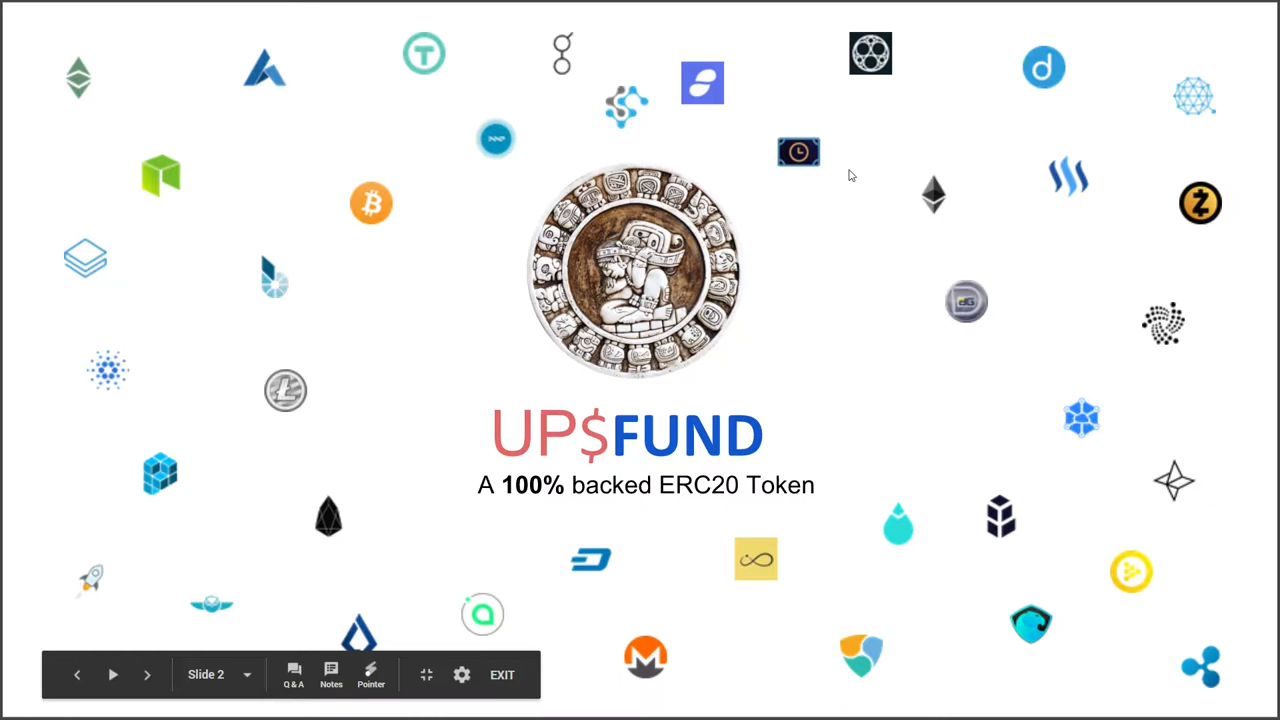 UP$FUND
A 100% backed ERC20 Token
Slide 2
Q & A
Notes
Pointer
EXIT